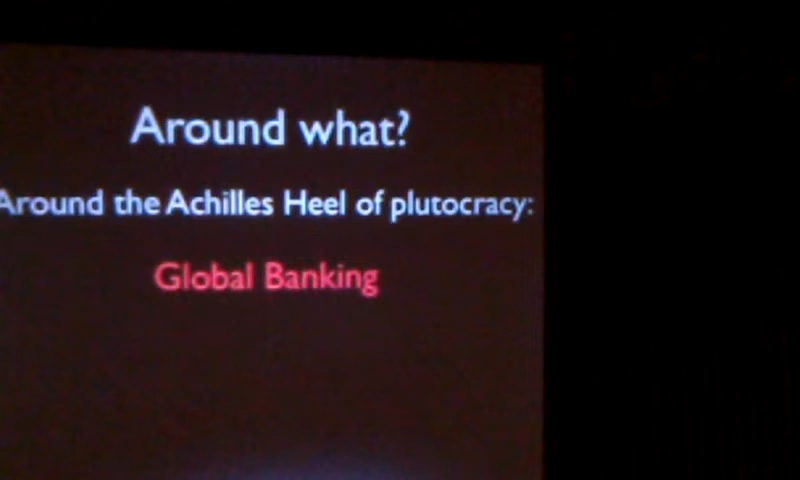 Around what?
Around the Achilles Heel of plutocracy:
Global Banking